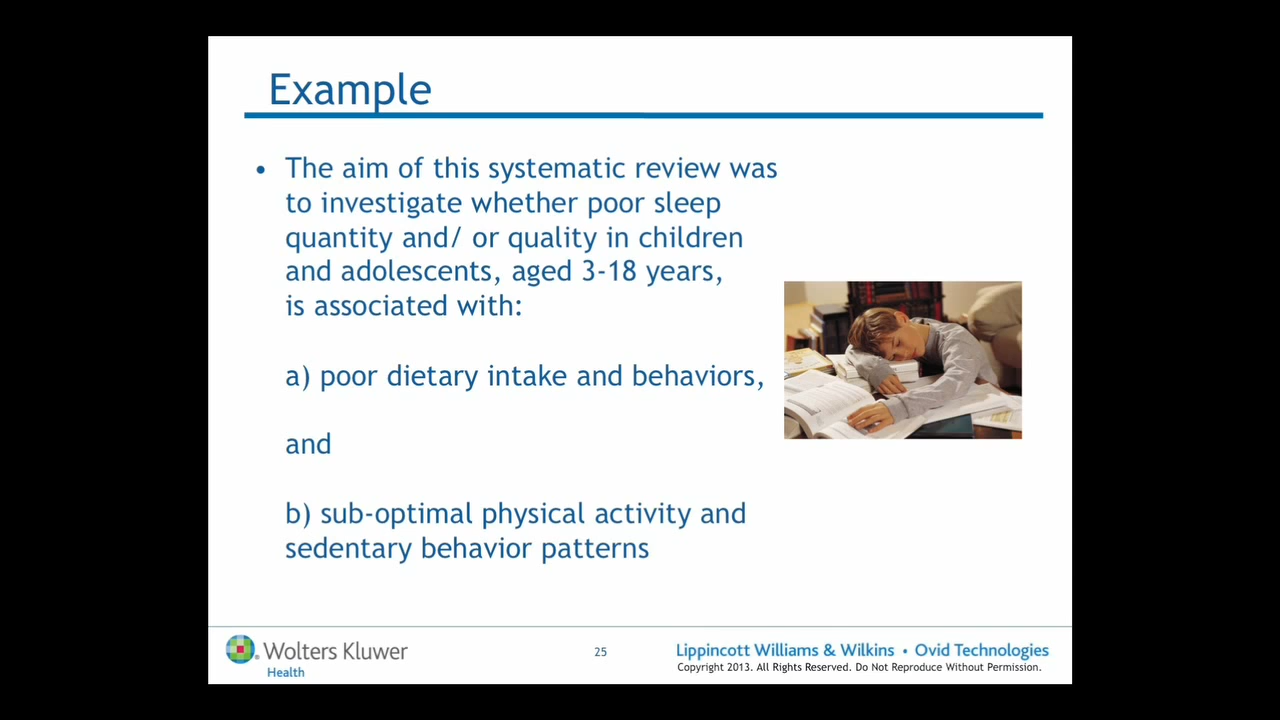 Example
• The aim of this systematic review was
to investigate whether poor sleep
quantity and/ or quality in children
and adolescents, aged 3-18 years,
is associated with:
a) poor dietary intake and behaviors,
and
b) sub-optimal physical activity and
sedentary behavior patterns
Wolters Kluwer
Health
25
Lippincott Williams & Wilkins • Ovid Technologies
Copyright 2013. All Rights Reserved. Do Not Reproduce Without Permission.